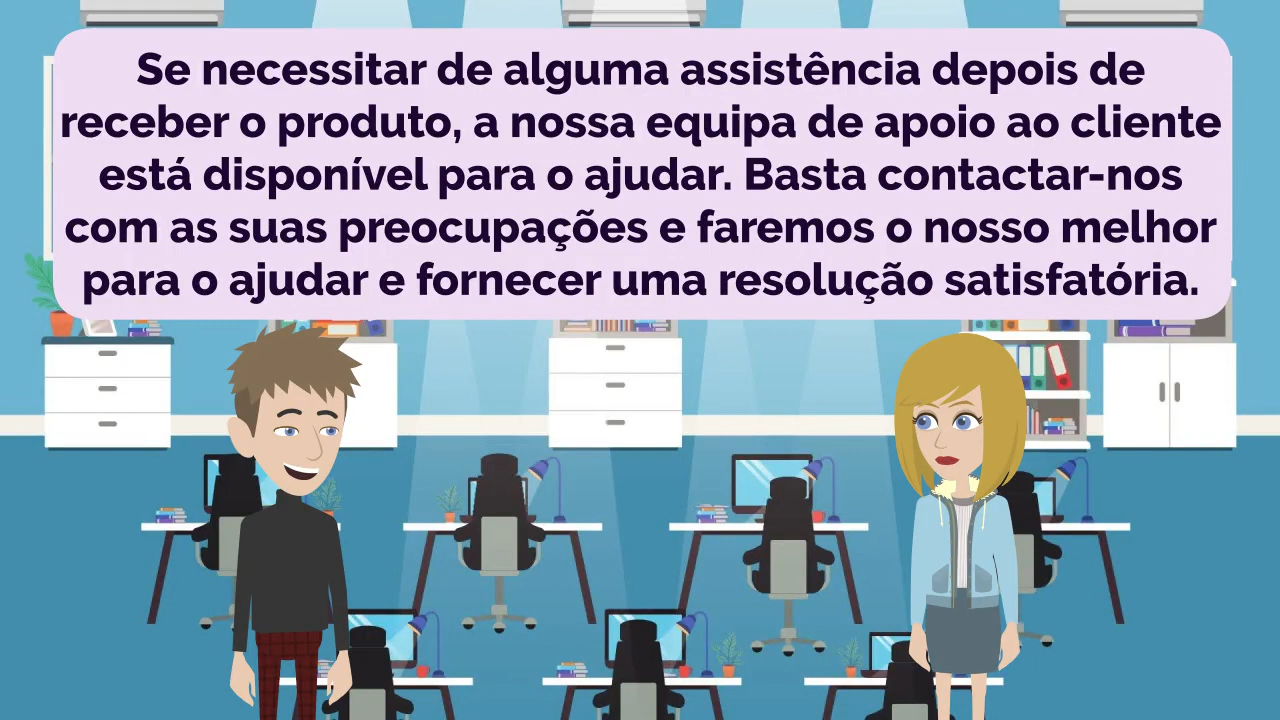 Se necessitar de alguma assistência depois de
receber o produto, a nossa equipa de apoio ao cliente
está disponível para o ajudar. Basta contactar-nos
com as suas preocupações e faremos o nosso melhor
para o ajudar e fornecer uma resolução satisfatória.